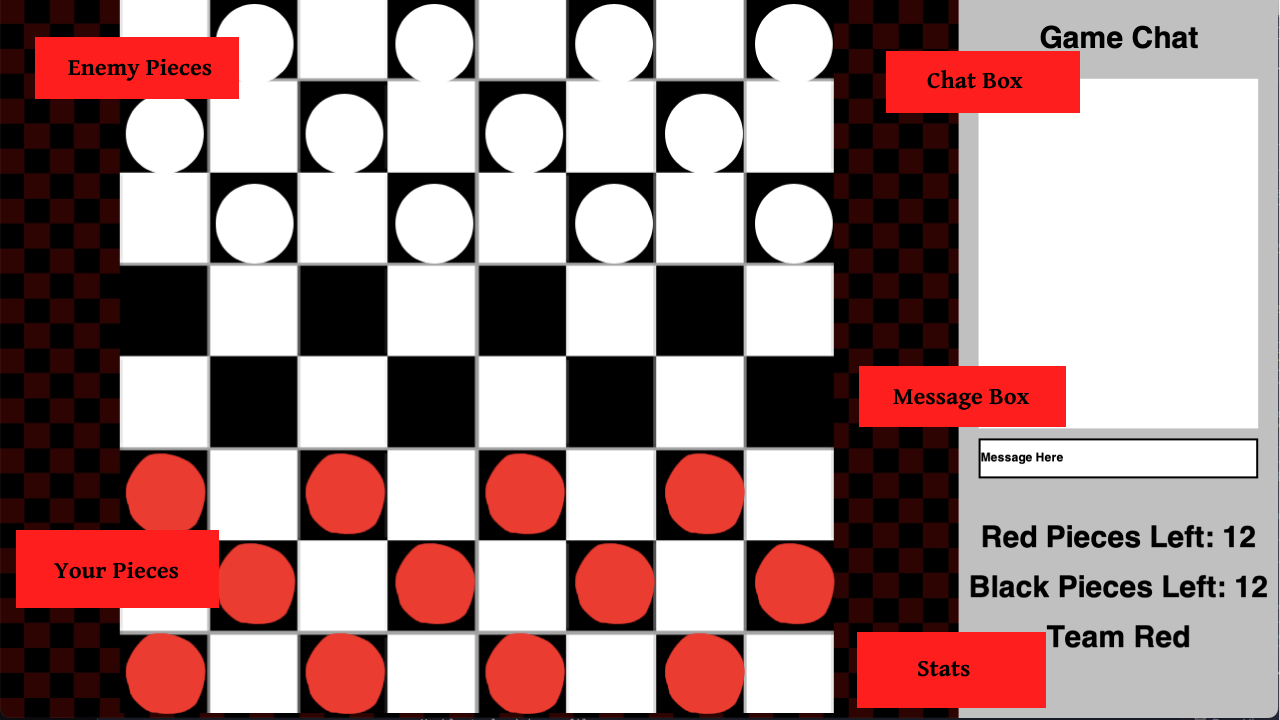 Game Chat
Enemy Pieces
Chat Box
Message Box
Message Here
Red Pieces Left: 12
Your Pieces
Black Pieces Left: 12
Team Red
Stats